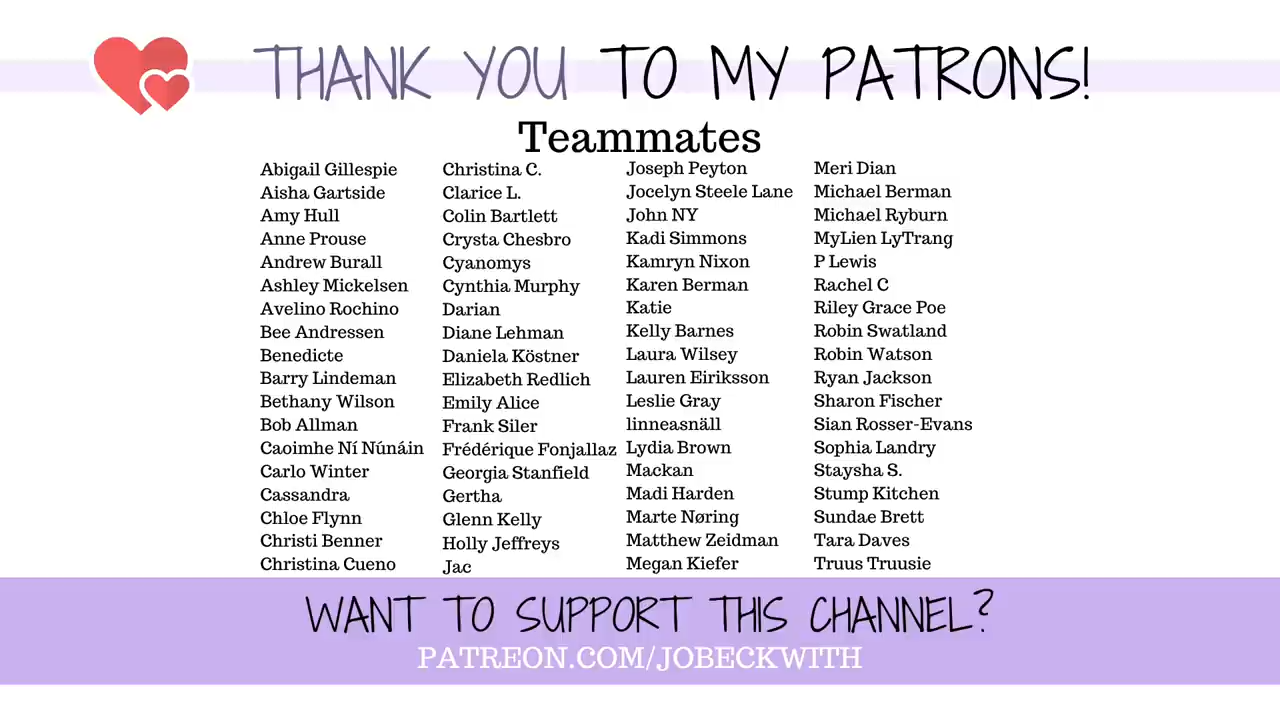 THANK YOU TO MY PATRONS!
Teammates
Abigail Gillespie
Aisha Gartside
Amy Hull
Anne Prouse
Andrew Burall
Ashley Mickelsen
Avelino Rochino
Bee Andressen
Benedicte
Barry Lindeman
Bethany Wilson
Bob Allman
Caoimhe Ní Núnáin
Carlo Winter
Cassandra
Chloe Flynn
Christi Benner
Christina Cueno
Christina C.
Clarice L.
Colin Bartlett
Crysta Chesbro
Cyanomys
Cynthia Murphy
Darian
Diane Lehman
Daniela Köstner
Elizabeth Redlich
Emily Alice
Frank Siler
Frédérique Fonjallaz
Georgia Stanfield
Gertha
Glenn Kelly
Holly Jeffreys
Jac
Joseph Peyton
Jocelyn Steele Lane
John NY
Kadi Simmons
Kamryn Nixon
Karen Berman
Katie
Kelly Barnes
Laura Wilsey
Lauren Eiriksson
Leslie Gray
linneasnäll
Lydia Brown
Mackan
Madi Harden
Marte Nøring
Matthew Zeidman
Megan Kiefer
Meri Dian
Michael Berman
Michael Ryburn
MyLien LyTrang
P Lewis
Rachel C
Riley Grace Poe
Robin Swatland
Robin Watson
Ryan Jackson
Sharon Fischer
Sian Rosser-Evans
Sophia Landry
Staysha S.
Stump Kitchen
Sundae Brett
Tara Daves
Truus Truusie
WANT TO SUPPORT THIS CHANNEL?
PATREON.COM/JOBECKWITH